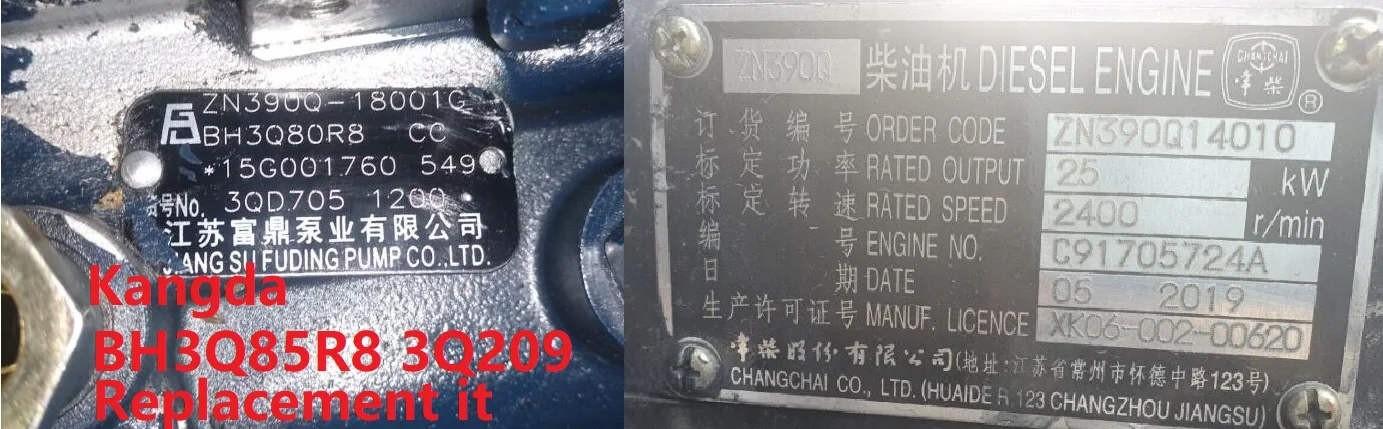 ZN390Q-18001G
BH3Q80R8 CC
*15G001760 549
货号No. 3QD705 1200
江苏富鼎泵业有限公司
JIANG SU FUDING PUMP CO.,LTD.
Kangda
BH3Q85R8 3Q209
Replacement it
ZN390Q 柴油机 DIESEL ENGINE CHANGCHAI 常柴 ®
订货编号 ORDER CODE ZN390Q14010
标定功率 RATED OUTPUT 25 kW
标定转速 RATED SPEED 2400 r/min
编号 ENGINE NO. C91705724A
日期 DATE 05 2019
生产许可证号 MANUF. LICENCE XK06-002-00620
常柴股份有限公司(地址:江苏省常州市怀德中路123号)
CHANGCHAI CO., LTD. (HUAIDE R.123 CHANGZHOU JIANGSU)